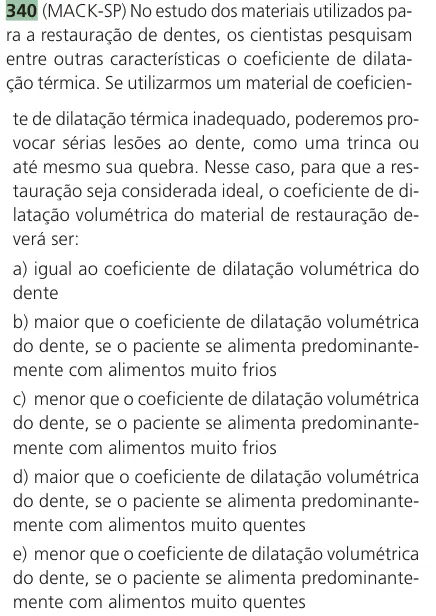 340 (MACK-SP) No estudo dos materiais utilizados pa-
ra a restauração de dentes, os cientistas pesquisam
entre outras características o coeficiente de dilata-
ção térmica. Se utilizarmos um material de coeficien-
te de dilatação térmica inadequado, poderemos pro-
vocar sérias lesões ao dente, como uma trinca ou
até mesmo sua quebra. Nesse caso, para que a res-
tauração seja considerada ideal, o coeficiente de di-
latação volumétrica do material de restauração de-
verá ser:
a) igual ao coeficiente de dilatação volumétrica do
dente
b) maior que o coeficiente de dilatação volumétrica
do dente, se o paciente se alimenta predominante-
mente com alimentos muito frios
c) menor que o coeficiente de dilatação volumétrica
do dente, se o paciente se alimenta predominante-
mente com alimentos muito frios
d) maior que o coeficiente de dilatação volumétrica
do dente, se o paciente se alimenta predominante-
mente com alimentos muito quentes
e) menor que o coeficiente de dilatação volumétrica
do dente, se o paciente se alimenta predominante-
mente com alimentos muito quentes